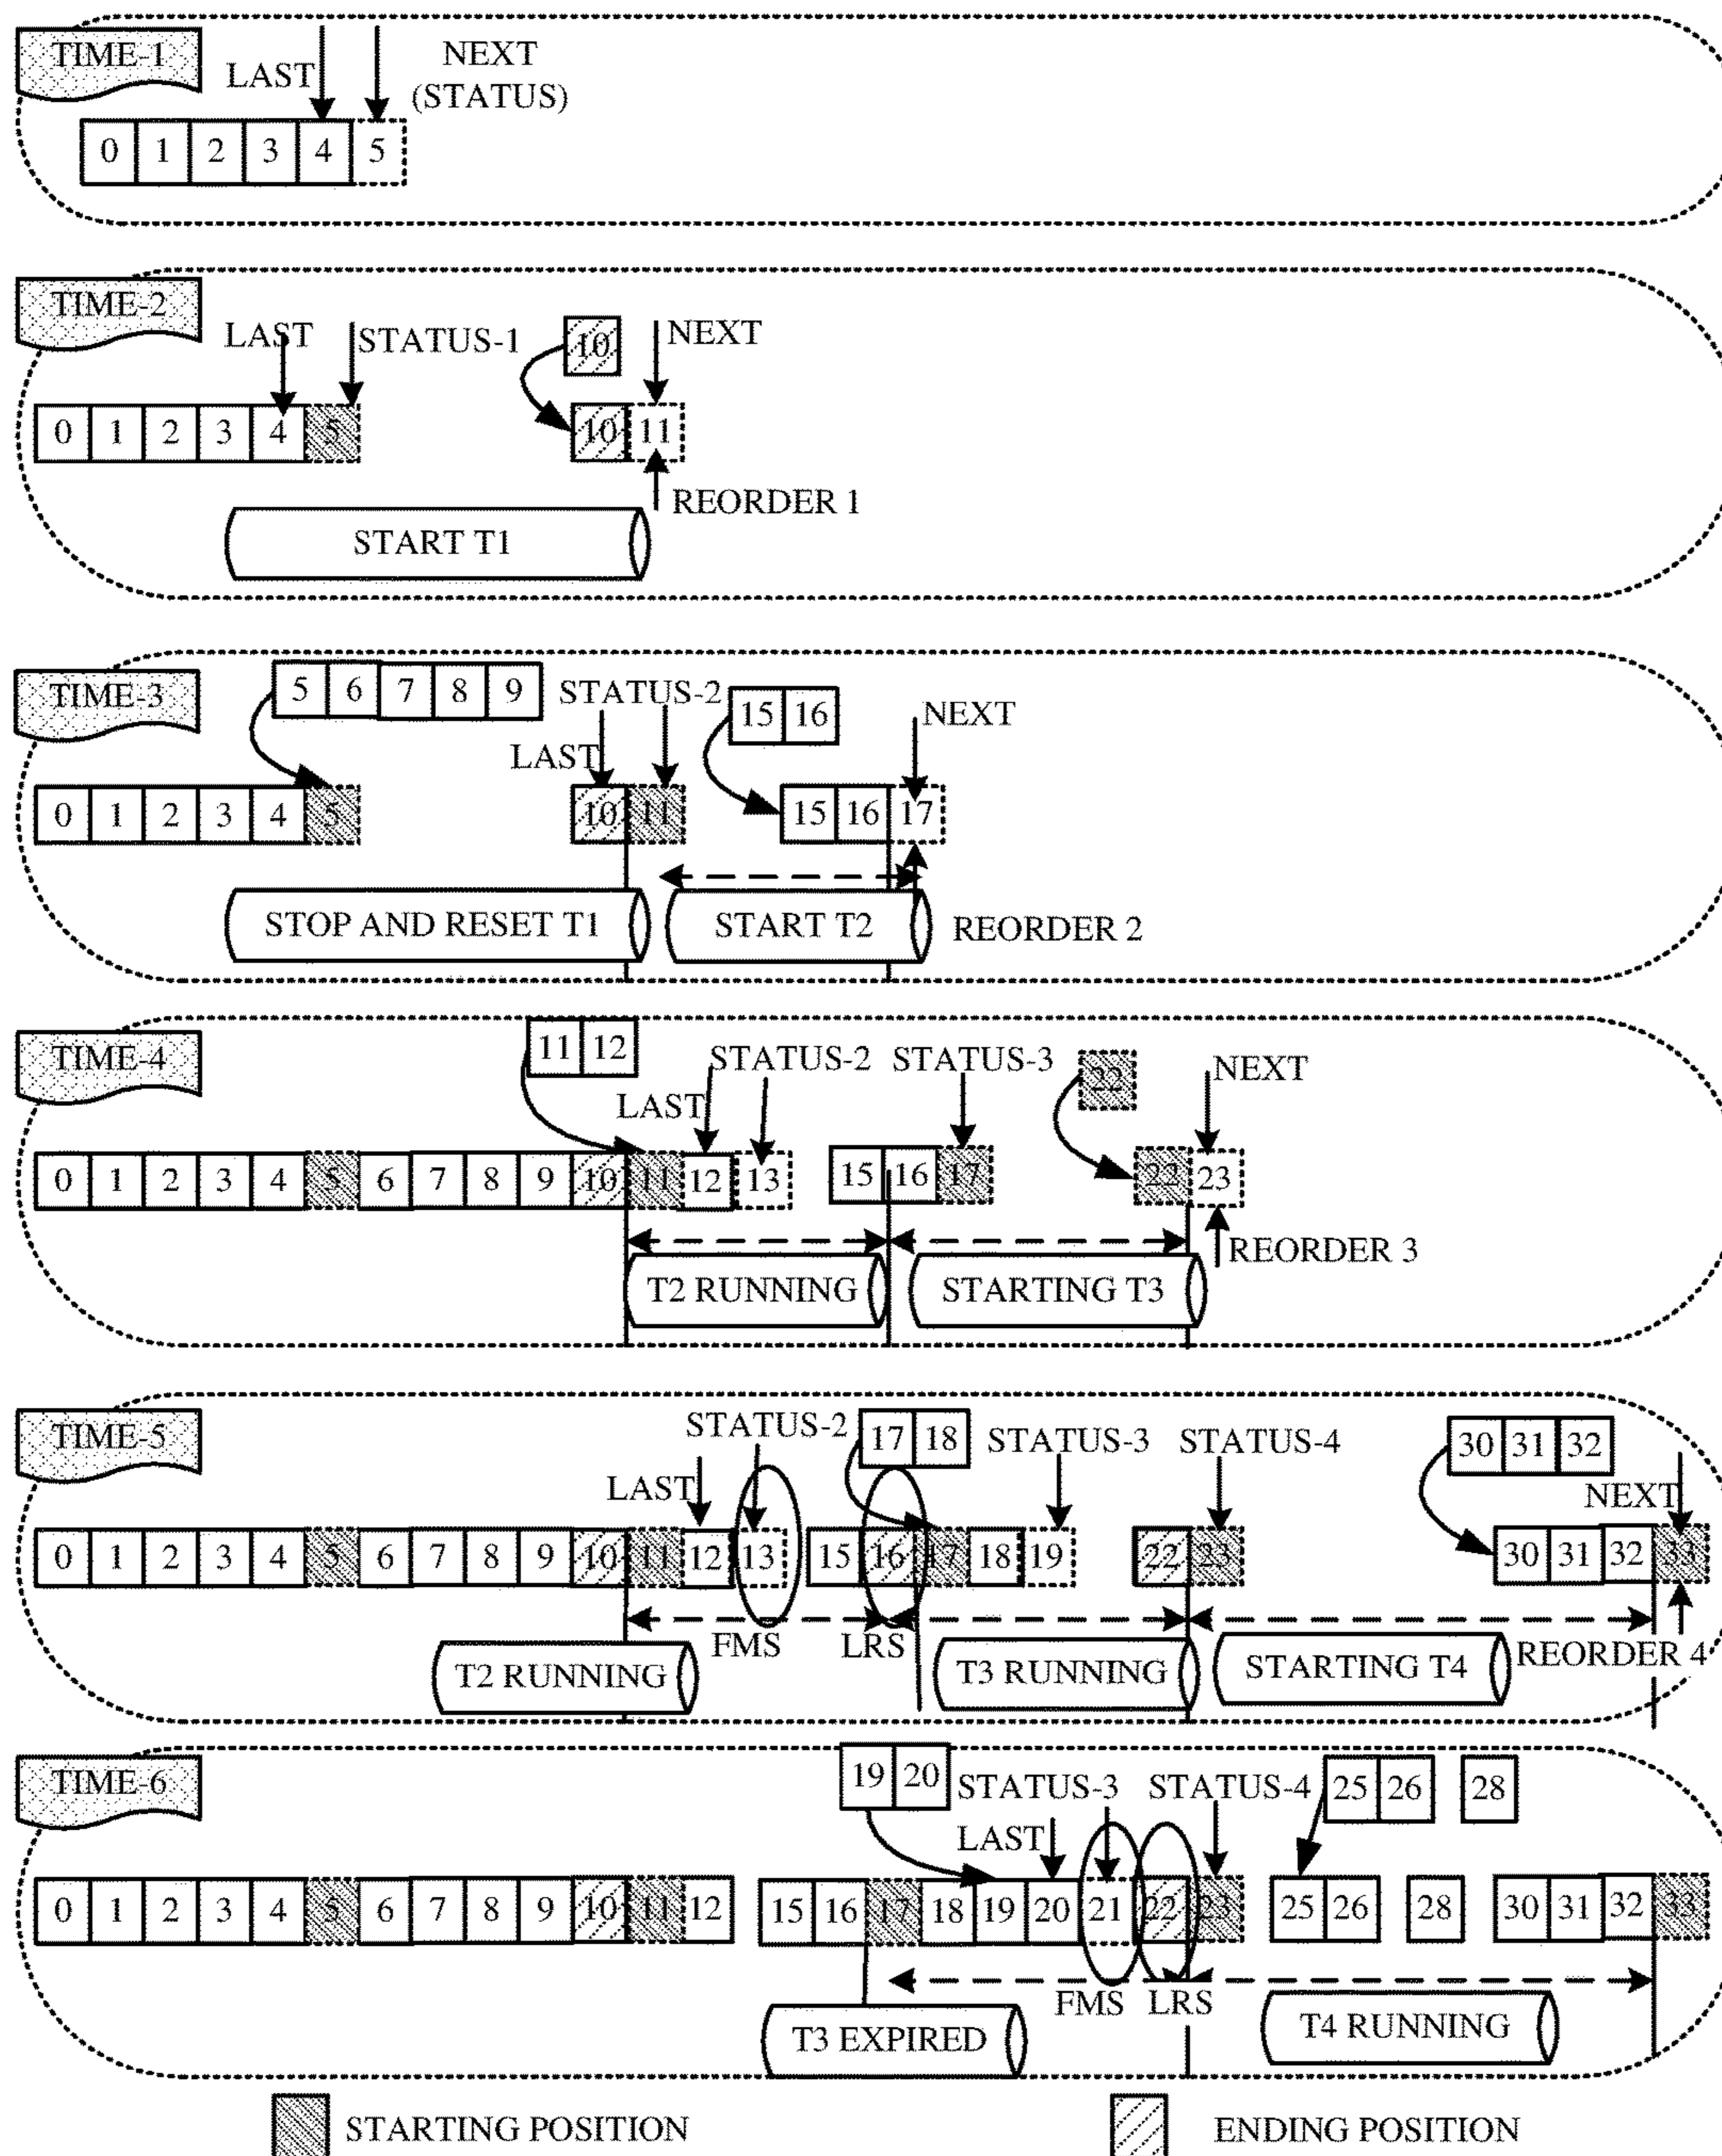 TIME-1
LAST
NEXT
(STATUS)
0 1 2 3 4 5
TIME-2
LAST
STATUS-1
10
NEXT
0 1 2 3 4 5 10 11
REORDER 1
START T1
TIME-3
5 6 7 8 9
STATUS-2
15 16
NEXT
LAST
0 1 2 3 4 5 10 11 15 16 17
STOP AND RESET T1
START T2
REORDER 2
TIME-4
11 12
STATUS-2
STATUS-3
22
NEXT
LAST
0 1 2 3 4 5 6 7 8 9 10 11 12 13 15 16 17 22 23
REORDER 3
T2 RUNNING
STARTING T3
TIME-5
STATUS-2
17 18
STATUS-3
STATUS-4
30 31 32
LAST
NEXT
0 1 2 3 4 5 6 7 8 9 10 11 12 13 15 16 17 18 19 22 23 30 31 32 33
FMS
LRS
REORDER 4
T2 RUNNING
T3 RUNNING
STARTING T4
TIME-6
19 20
STATUS-3
STATUS-4
25 26 28
LAST
0 1 2 3 4 5 6 7 8 9 10 11 12 15 16 17 18 19 20 21 22 23 25 26 28 30 31 32 33
FMS
LRS
T3 EXPIRED
T4 RUNNING
STARTING POSITION
ENDING POSITION